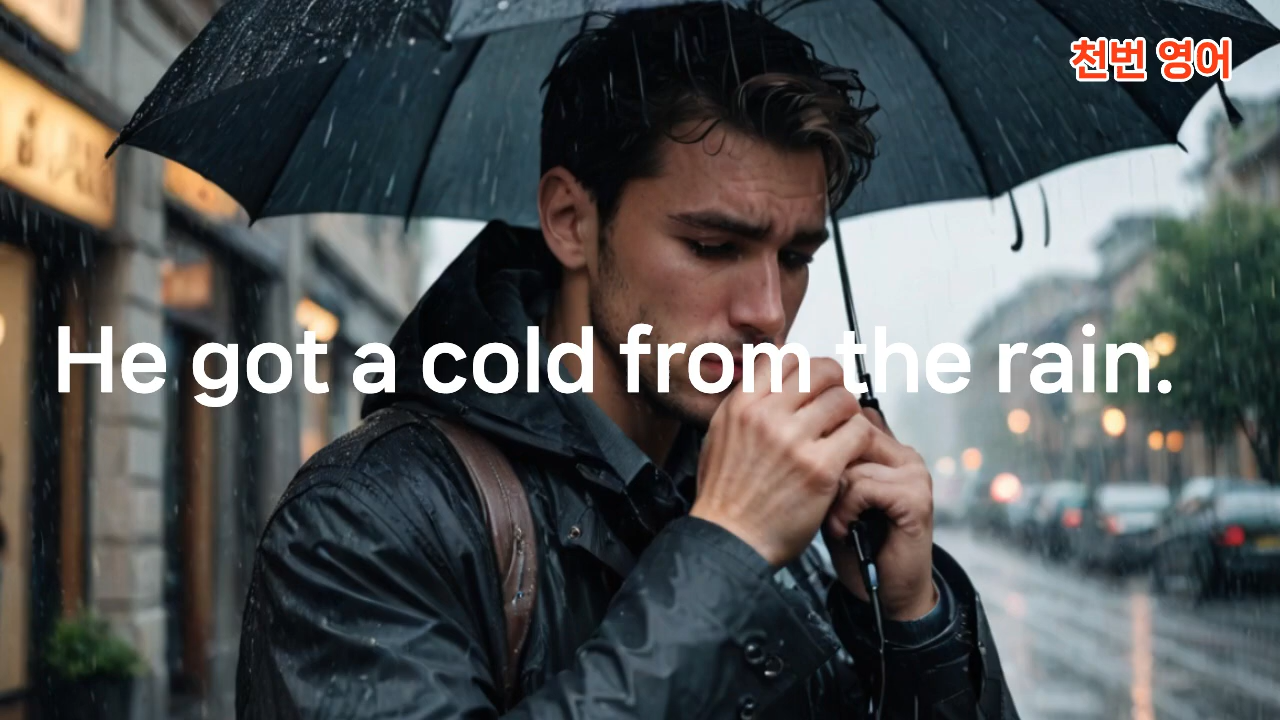 천번 영어
He got a cold from the rain.